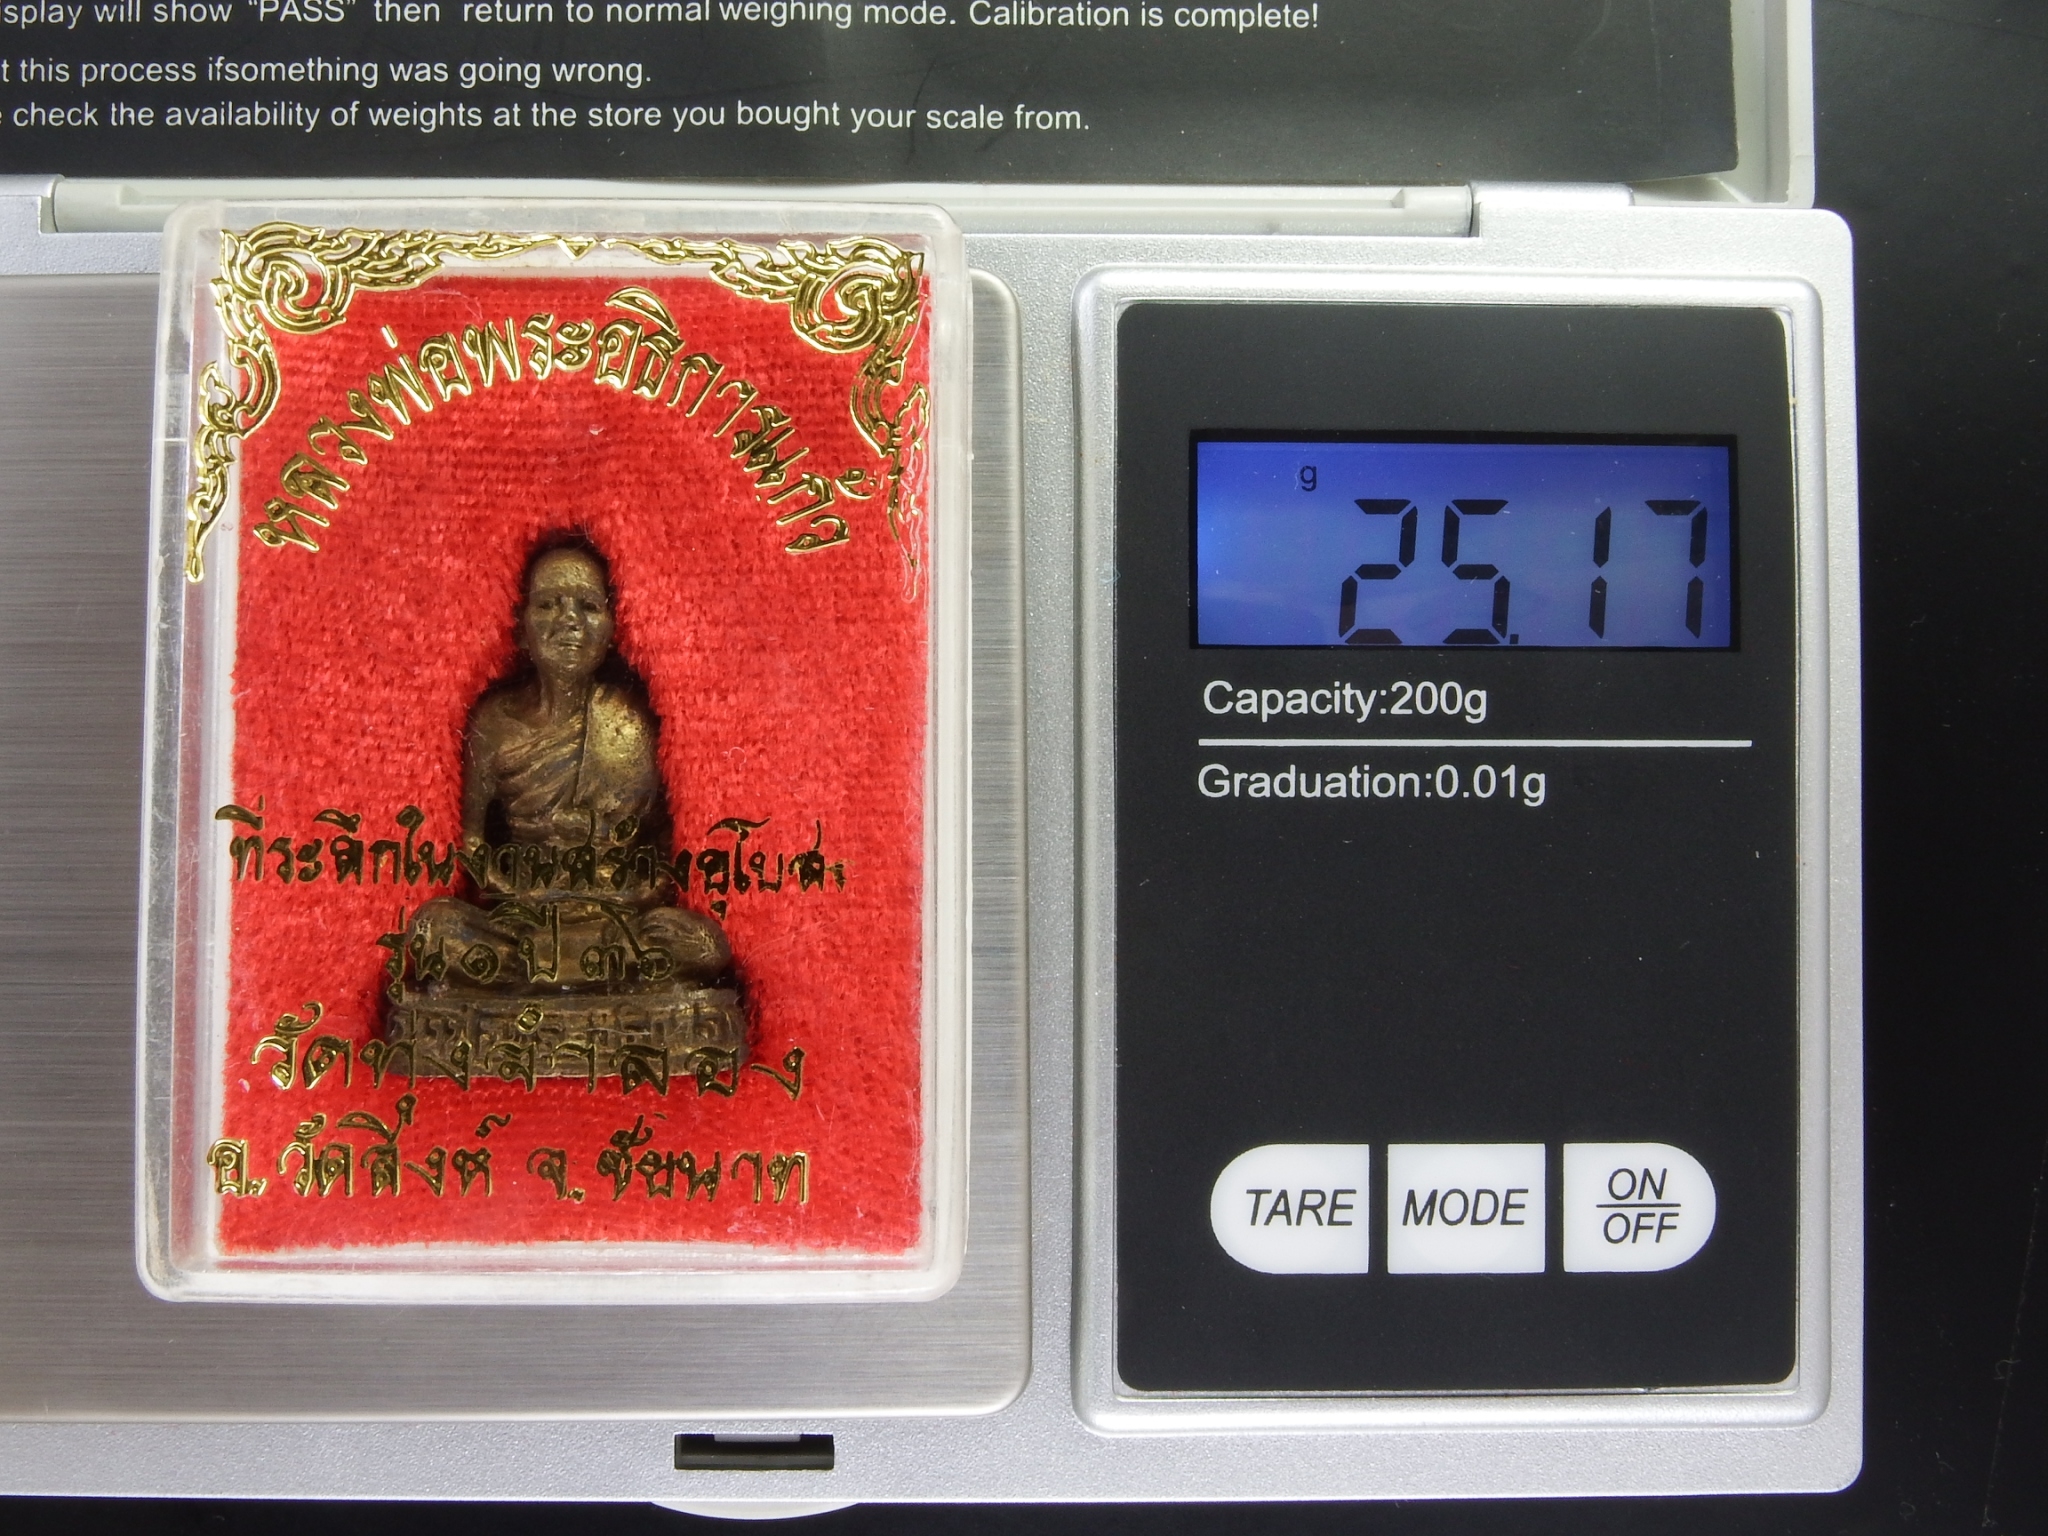 isplay will show “PASS” then return to normal weighing mode. Calibration is complete!
t this process ifsomething was going wrong.
e check the availability of weights at the store you bought your scale from.
หลวงพ่อพระอธิการแกวั
ที่ระลึกในงานสร้างอุโบสถ
รุ่น ๑ ปี ๓๖
วัดทุ่งจำลอง
อ. วัดสิงห์ จ. ชัยนาท
g
25.17
Capacity:200g
Graduation:0.01g
TARE
MODE
ON
OFF